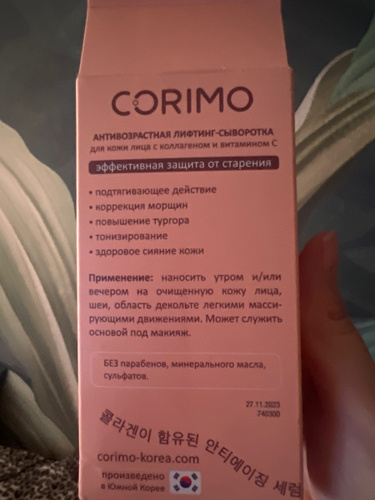 CORIMO
АНТИВОЗРАСТНАЯ ЛИФТИНГ-СЫВОРОТКА
для кожи лица с коллагеном и витамином С
эффективная защита от старения
• подтягивающее действие
• коррекция морщин
• повышение тургора
• тонизирование
• здоровое сияние кожи
Применение: наносить утром и/или
вечером на очищенную кожу лица,
шеи, область декольте легкими масси-
рующими движениями. Может служить
основой под макияж.
БЕЗ парабенов, минерального масла,
сульфатов.
27.11.2023
740300
콜라겐이 함유된 안티에이징 세럼
corimo-korea.com
произведено
в Южной Корее